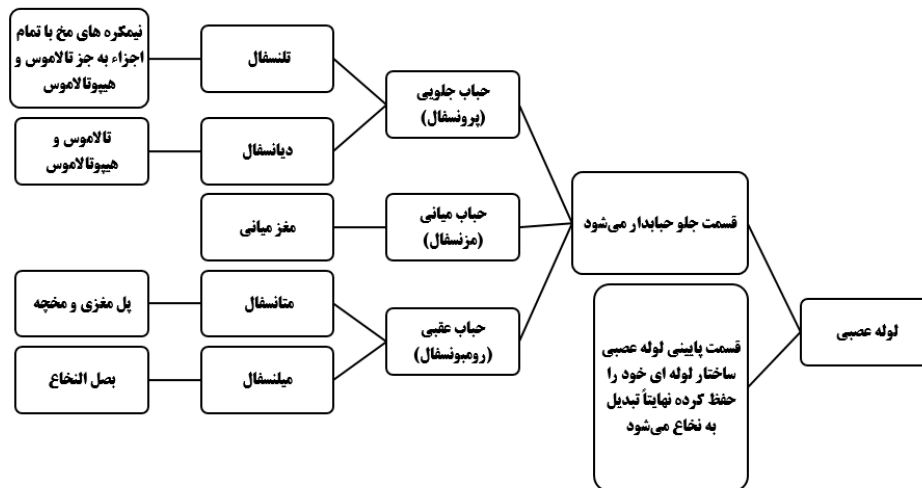 لوله عصبی
قسمت جلو حبابدار می‌شود
قسمت پایینی لوله عصبی
ساختار لوله ای خود را
حفظ کرده نهایتاً تبدیل
به نخاع می‌شود
حباب جلویی
(پرونسفال)
حباب میانی
(مزنسفال)
حباب عقبی
(رومبونسفال)
تلنسفال
دیانسفال
مغز میانی
متانسفال
میلنسفال
نیمکره های مخ با تمام
اجزاء به جز تالاموس و
هیپوتالاموس
تالاموس و
هیپوتالاموس
پل مغزی و مخچه
بصل النخاع